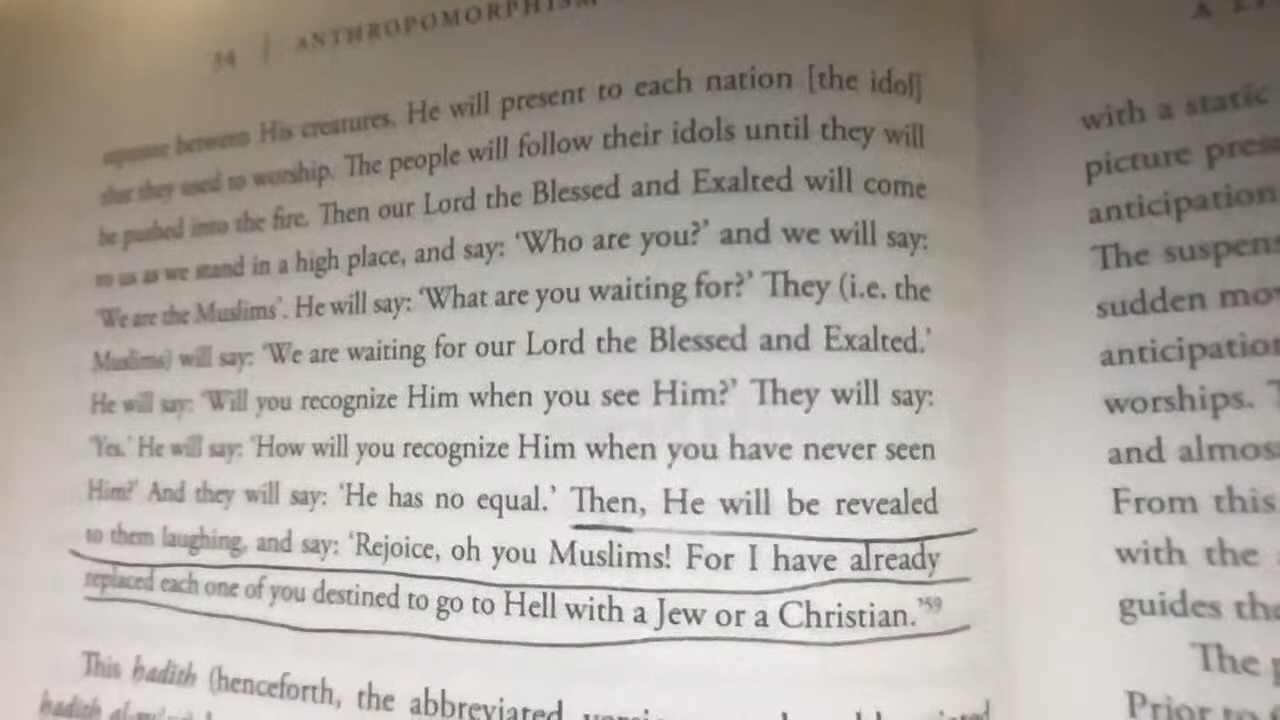 54 | ANTHROPOMORPHISM
between His creatures. He will present to each nation [the idol]
that they used to worship. The people will follow their idols until they will
be pushed into the fire. Then our Lord the Blessed and Exalted will come
to us as we stand in a high place, and say: ‘Who are you?’ and we will say:
‘We are the Muslims’. He will say: ‘What are you waiting for?’ They (i.e. the
Muslims) will say: ‘We are waiting for our Lord the Blessed and Exalted.’
He will say: ‘Will you recognize Him when you see Him?’ They will say:
‘Yes.’ He will say: ‘How will you recognize Him when you have never seen
Him?’ And they will say: ‘He has no equal.’ Then, He will be revealed
to them laughing, and say: ‘Rejoice, oh you Muslims! For I have already
replaced each one of you destined to go to Hell with a Jew or a Christian.’59
This hadith (henceforth, the abbreviated
hadith
A
with a static
picture
anticipation
The
sudden
anticipation
worships.
and
From this
with the
guides
The
Prior to